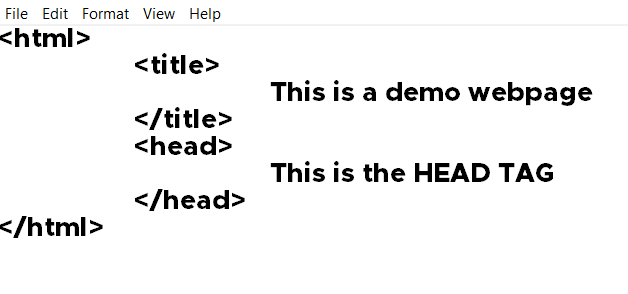 File Edit Format View Help
<html>
<title>
This is a demo webpage
</title>
<head>
This is the HEAD TAG
</head>
</html>